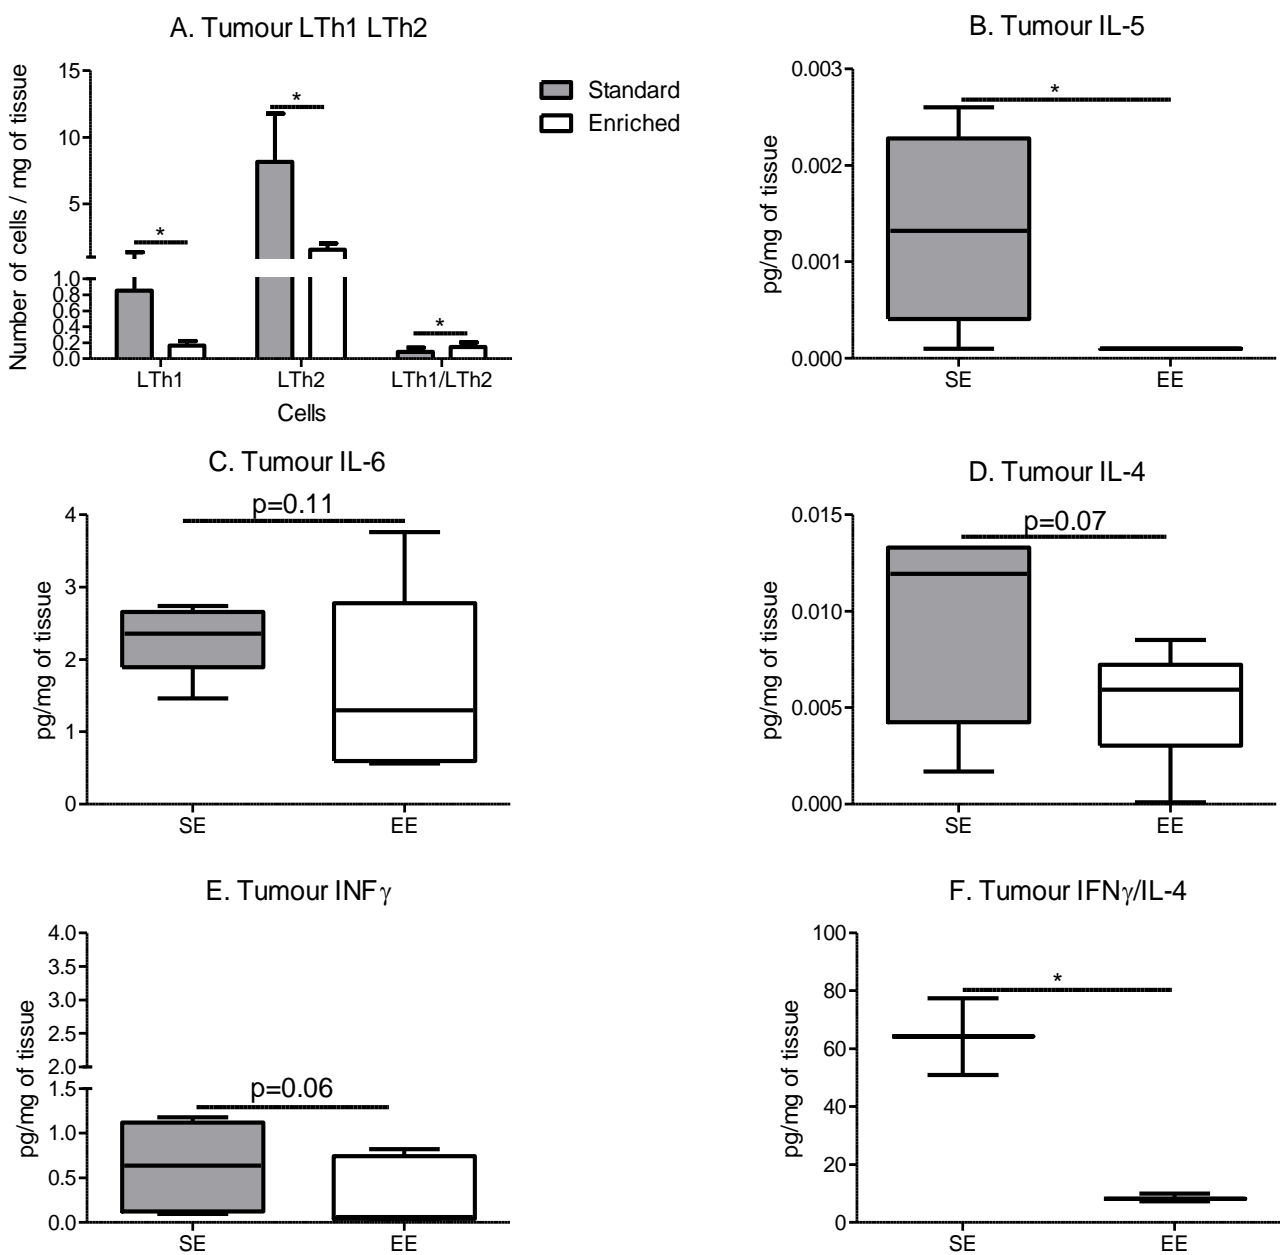 A. Tumour LTh1 LTh2
Number of cells / mg of tissue
15
10
5
1.0
0.8
0.6
0.4
0.2
0.0
*
*
*
LTh1
LTh2
LTh1/LTh2
Cells
Standard
Enriched
B. Tumour IL-5
pg/mg of tissue
0.003
0.002
0.001
0.000
*
SE
EE
C. Tumour IL-6
p=0.11
pg/mg of tissue
4
3
2
1
0
SE
EE
D. Tumour IL-4
p=0.07
pg/mg of tissue
0.015
0.010
0.005
0.000
SE
EE
E. Tumour INFγ
pg/mg of tissue
4.0
3.5
3.0
2.5
2.0
1.5
1.0
0.5
0.0
p=0.06
SE
EE
F. Tumour IFNγ/IL-4
pg/mg of tissue
100
80
60
40
20
0
*
SE
EE